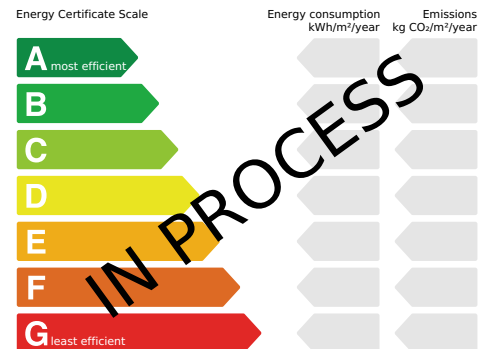 Energy Certificate Scale
Energy consumption
kWh/m²/year
Emissions
kg CO₂/m²/year
A most efficient
B
C
D
E
F
G least efficient
IN PROCESS